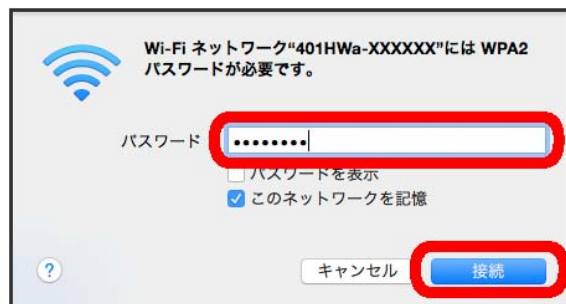 Wi-Fi ネットワーク“401HWa-XXXXXX”には WPA2
パスワードが必要です。
パスワード ••••••••
パスワードを表示
このネットワークを記憶
?
キャンセル
接続